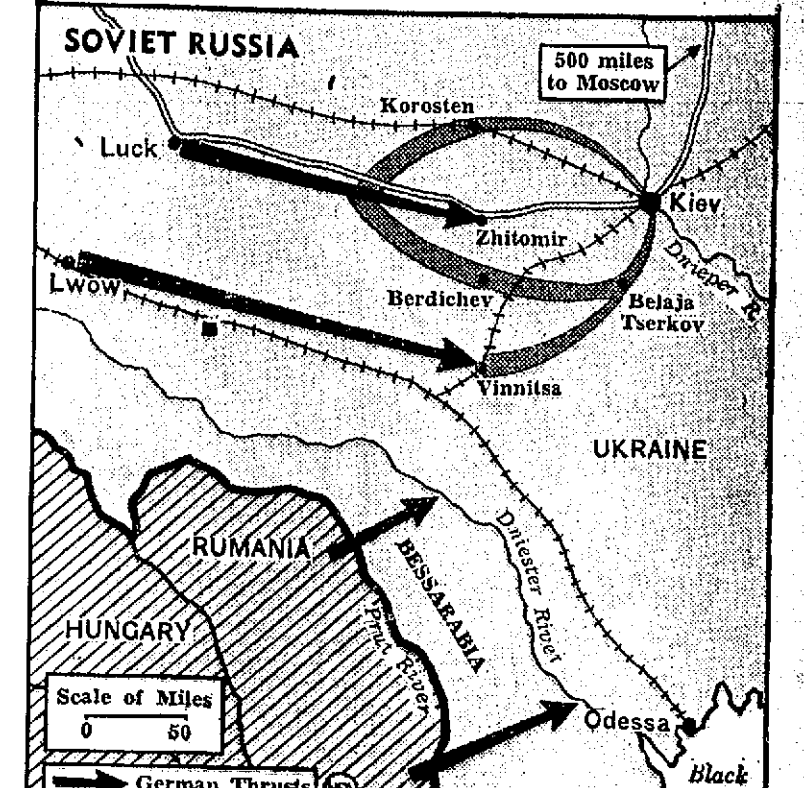 SOVIET RUSSIA
500 miles
to Moscow
Korosten
Luck
Kiev
Zhitomir
Dnieper R.
Lwow
Berdichev
Belaja
Tserkov
Vinnitsa
UKRAINE
RUMANIA
BESSARABIA
Dniester River
HUNGARY
Prut River
Scale of Miles
0 50
Odessa
Black
German Thrusts